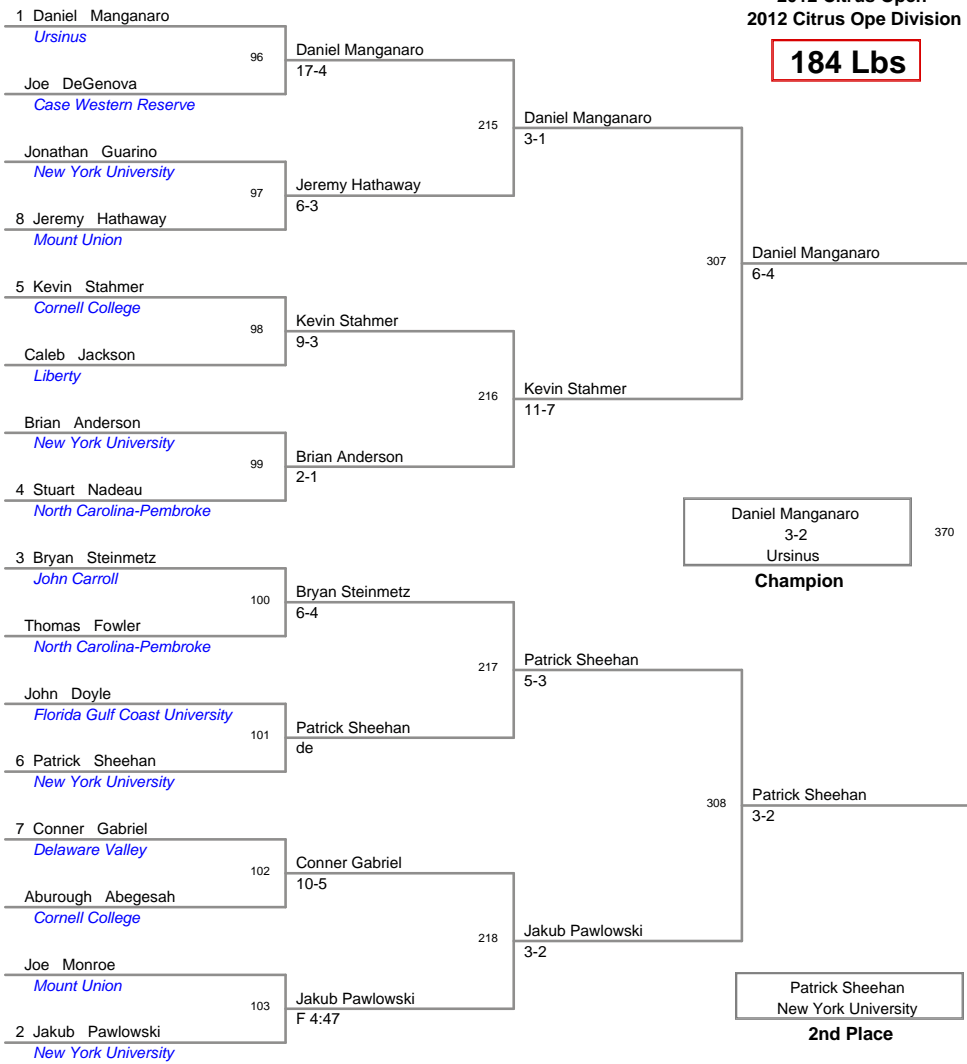 2012 Citrus Open
2012 Citrus Ope Division
184 Lbs
1 Daniel Manganaro
Ursinus
96
Joe DeGenova
Case Western Reserve
Daniel Manganaro
17-4
Jonathan Guarino
New York University
97
8 Jeremy Hathaway
Mount Union
Jeremy Hathaway
6-3
215
Daniel Manganaro
3-1
5 Kevin Stahmer
Cornell College
98
Caleb Jackson
Liberty
Kevin Stahmer
9-3
Brian Anderson
New York University
99
4 Stuart Nadeau
North Carolina-Pembroke
Brian Anderson
2-1
216
Kevin Stahmer
11-7
307
Daniel Manganaro
6-4
3 Bryan Steinmetz
John Carroll
100
Thomas Fowler
North Carolina-Pembroke
Bryan Steinmetz
6-4
John Doyle
Florida Gulf Coast University
101
6 Patrick Sheehan
New York University
Patrick Sheehan
de
217
Patrick Sheehan
5-3
7 Conner Gabriel
Delaware Valley
102
Aburough Abegesah
Cornell College
Conner Gabriel
10-5
Joe Monroe
Mount Union
103
2 Jakub Pawlowski
New York University
Jakub Pawlowski
F 4:47
218
Jakub Pawlowski
3-2
308
Patrick Sheehan
3-2
Daniel Manganaro
3-2
Ursinus
370
Champion
Patrick Sheehan
New York University
2nd Place